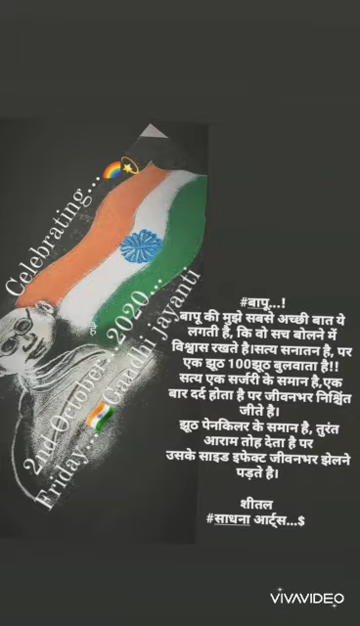 Celebrating...🌈💫
2nd October...2020...
Friday...🇮🇳Gandhi jayanti
#बापू...!
बापू की मुझे सबसे अच्छी बात ये
लगती है, कि वो सच बोलने में
विश्वास रखते है।सत्य सनातन है, पर
एक झूठ 100झूठ बुलवाता है!!
सत्य एक सर्जरी के समान है,एक
बार दर्द होता है पर जीवनभर निश्चिंत
जीते है।
झूठ पेनकिलर के समान है, तुरंत
आराम तोह देता है पर
उसके साइड इफेक्ट जीवनभर झेलने
पड़ते है।
शीतल
#साधना आर्ट्स...$
VIVAVIDEO